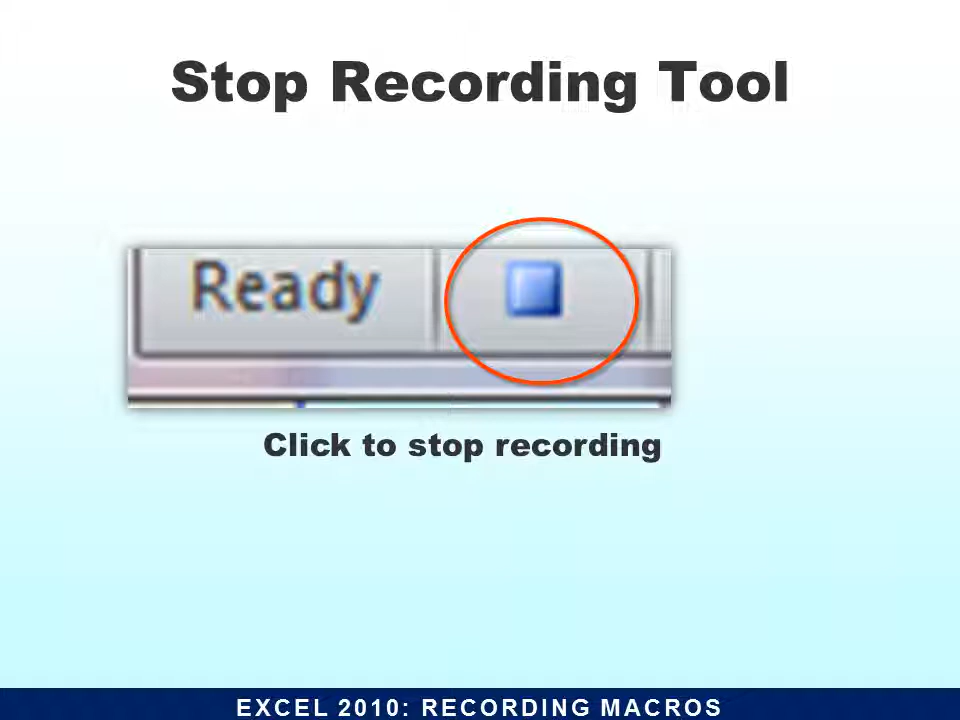 Stop Recording Tool
Ready
Click to stop recording
EXCEL 2010: RECORDING MACROS